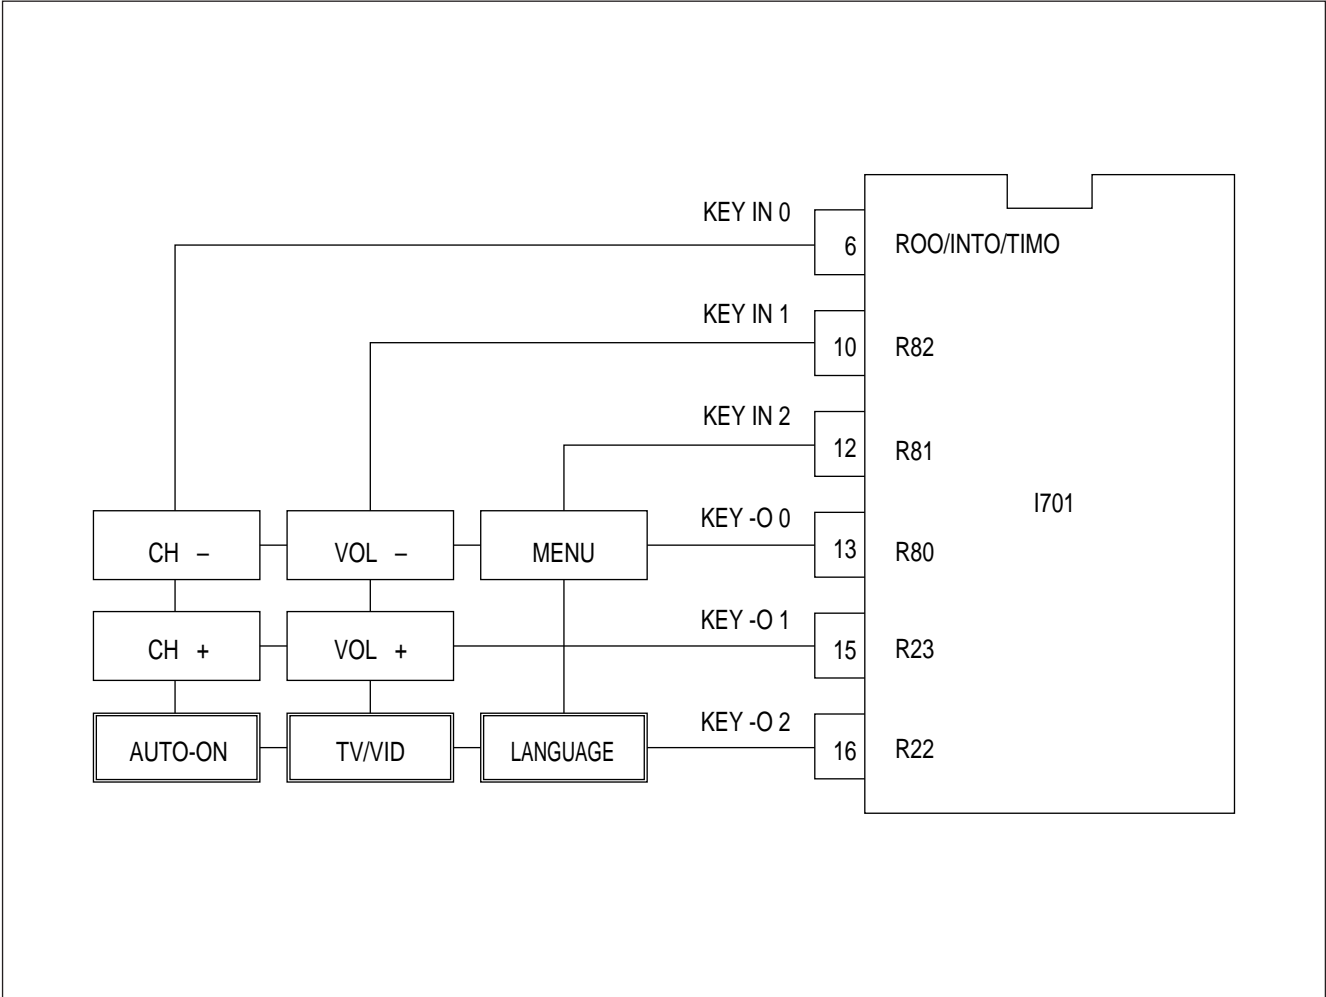 KEY IN 0
6 ROO/INTO/TIMO
KEY IN 1
10 R82
KEY IN 2
12 R81
I701
KEY -O 0
CH – VOL – MENU 13 R80
KEY -O 1
CH + VOL + 15 R23
KEY -O 2
AUTO-ON TV/VID LANGUAGE 16 R22